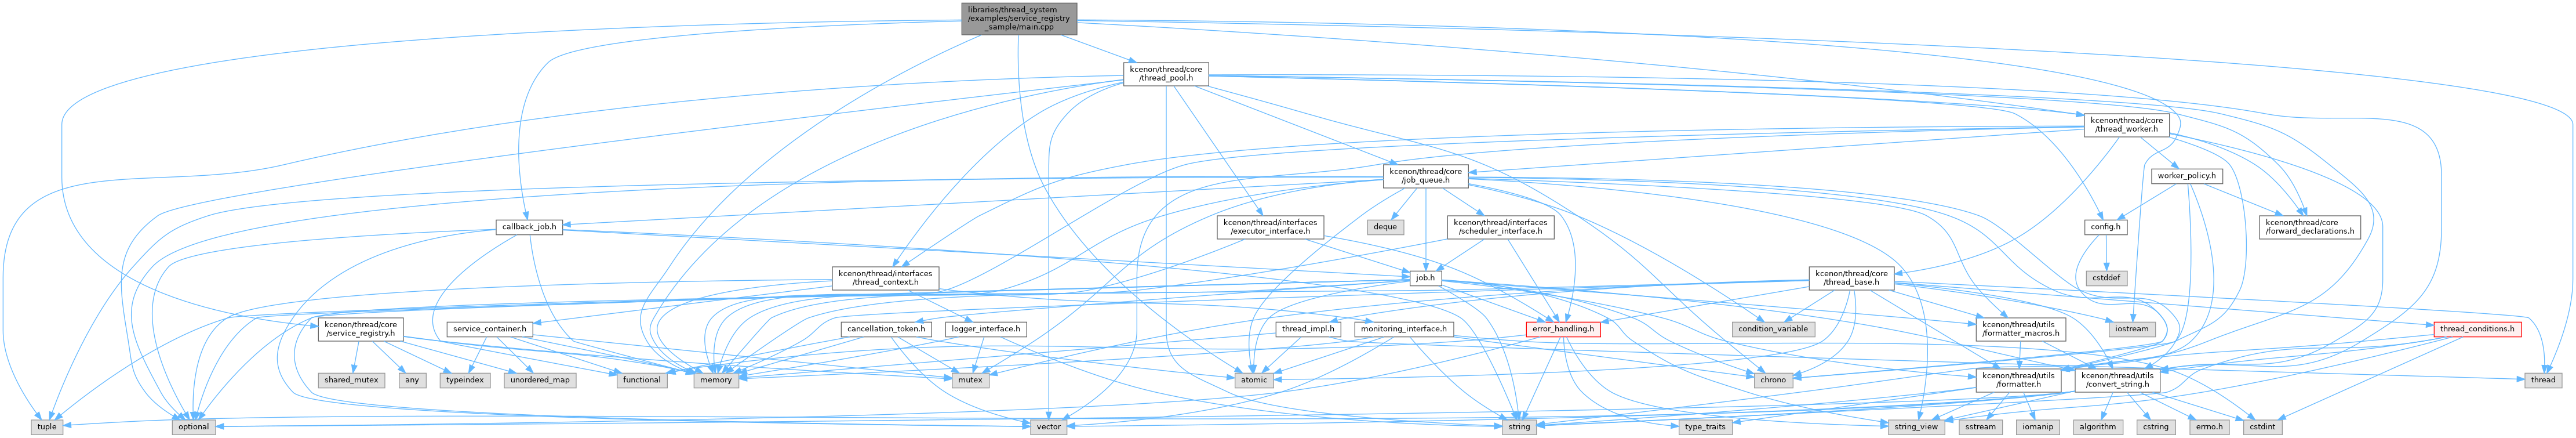 libraries/thread_system
/examples/service_registry
_sample/main.cpp
kcenon/thread/core
/thread_pool.h
kcenon/thread/core
/thread_worker.h
kcenon/thread/core
/job_queue.h
worker_policy.h
callback_job.h
deque
kcenon/thread/interfaces
/executor_interface.h
kcenon/thread/interfaces
/scheduler_interface.h
config.h
kcenon/thread/core
/forward_declarations.h
kcenon/thread/interfaces
/thread_context.h
job.h
kcenon/thread/core
/thread_base.h
cstddef
kcenon/thread/core
/service_registry.h
service_container.h
cancellation_token.h
logger_interface.h
thread_impl.h
monitoring_interface.h
error_handling.h
condition_variable
kcenon/thread/utils
/formatter_macros.h
iostream
thread_conditions.h
shared_mutex
any
typeindex
unordered_map
functional
memory
mutex
atomic
chrono
kcenon/thread/utils
/formatter.h
kcenon/thread/utils
/convert_string.h
thread
tuple
optional
vector
string
type_traits
string_view
sstream
iomanip
algorithm
cstring
errno.h
cstdint